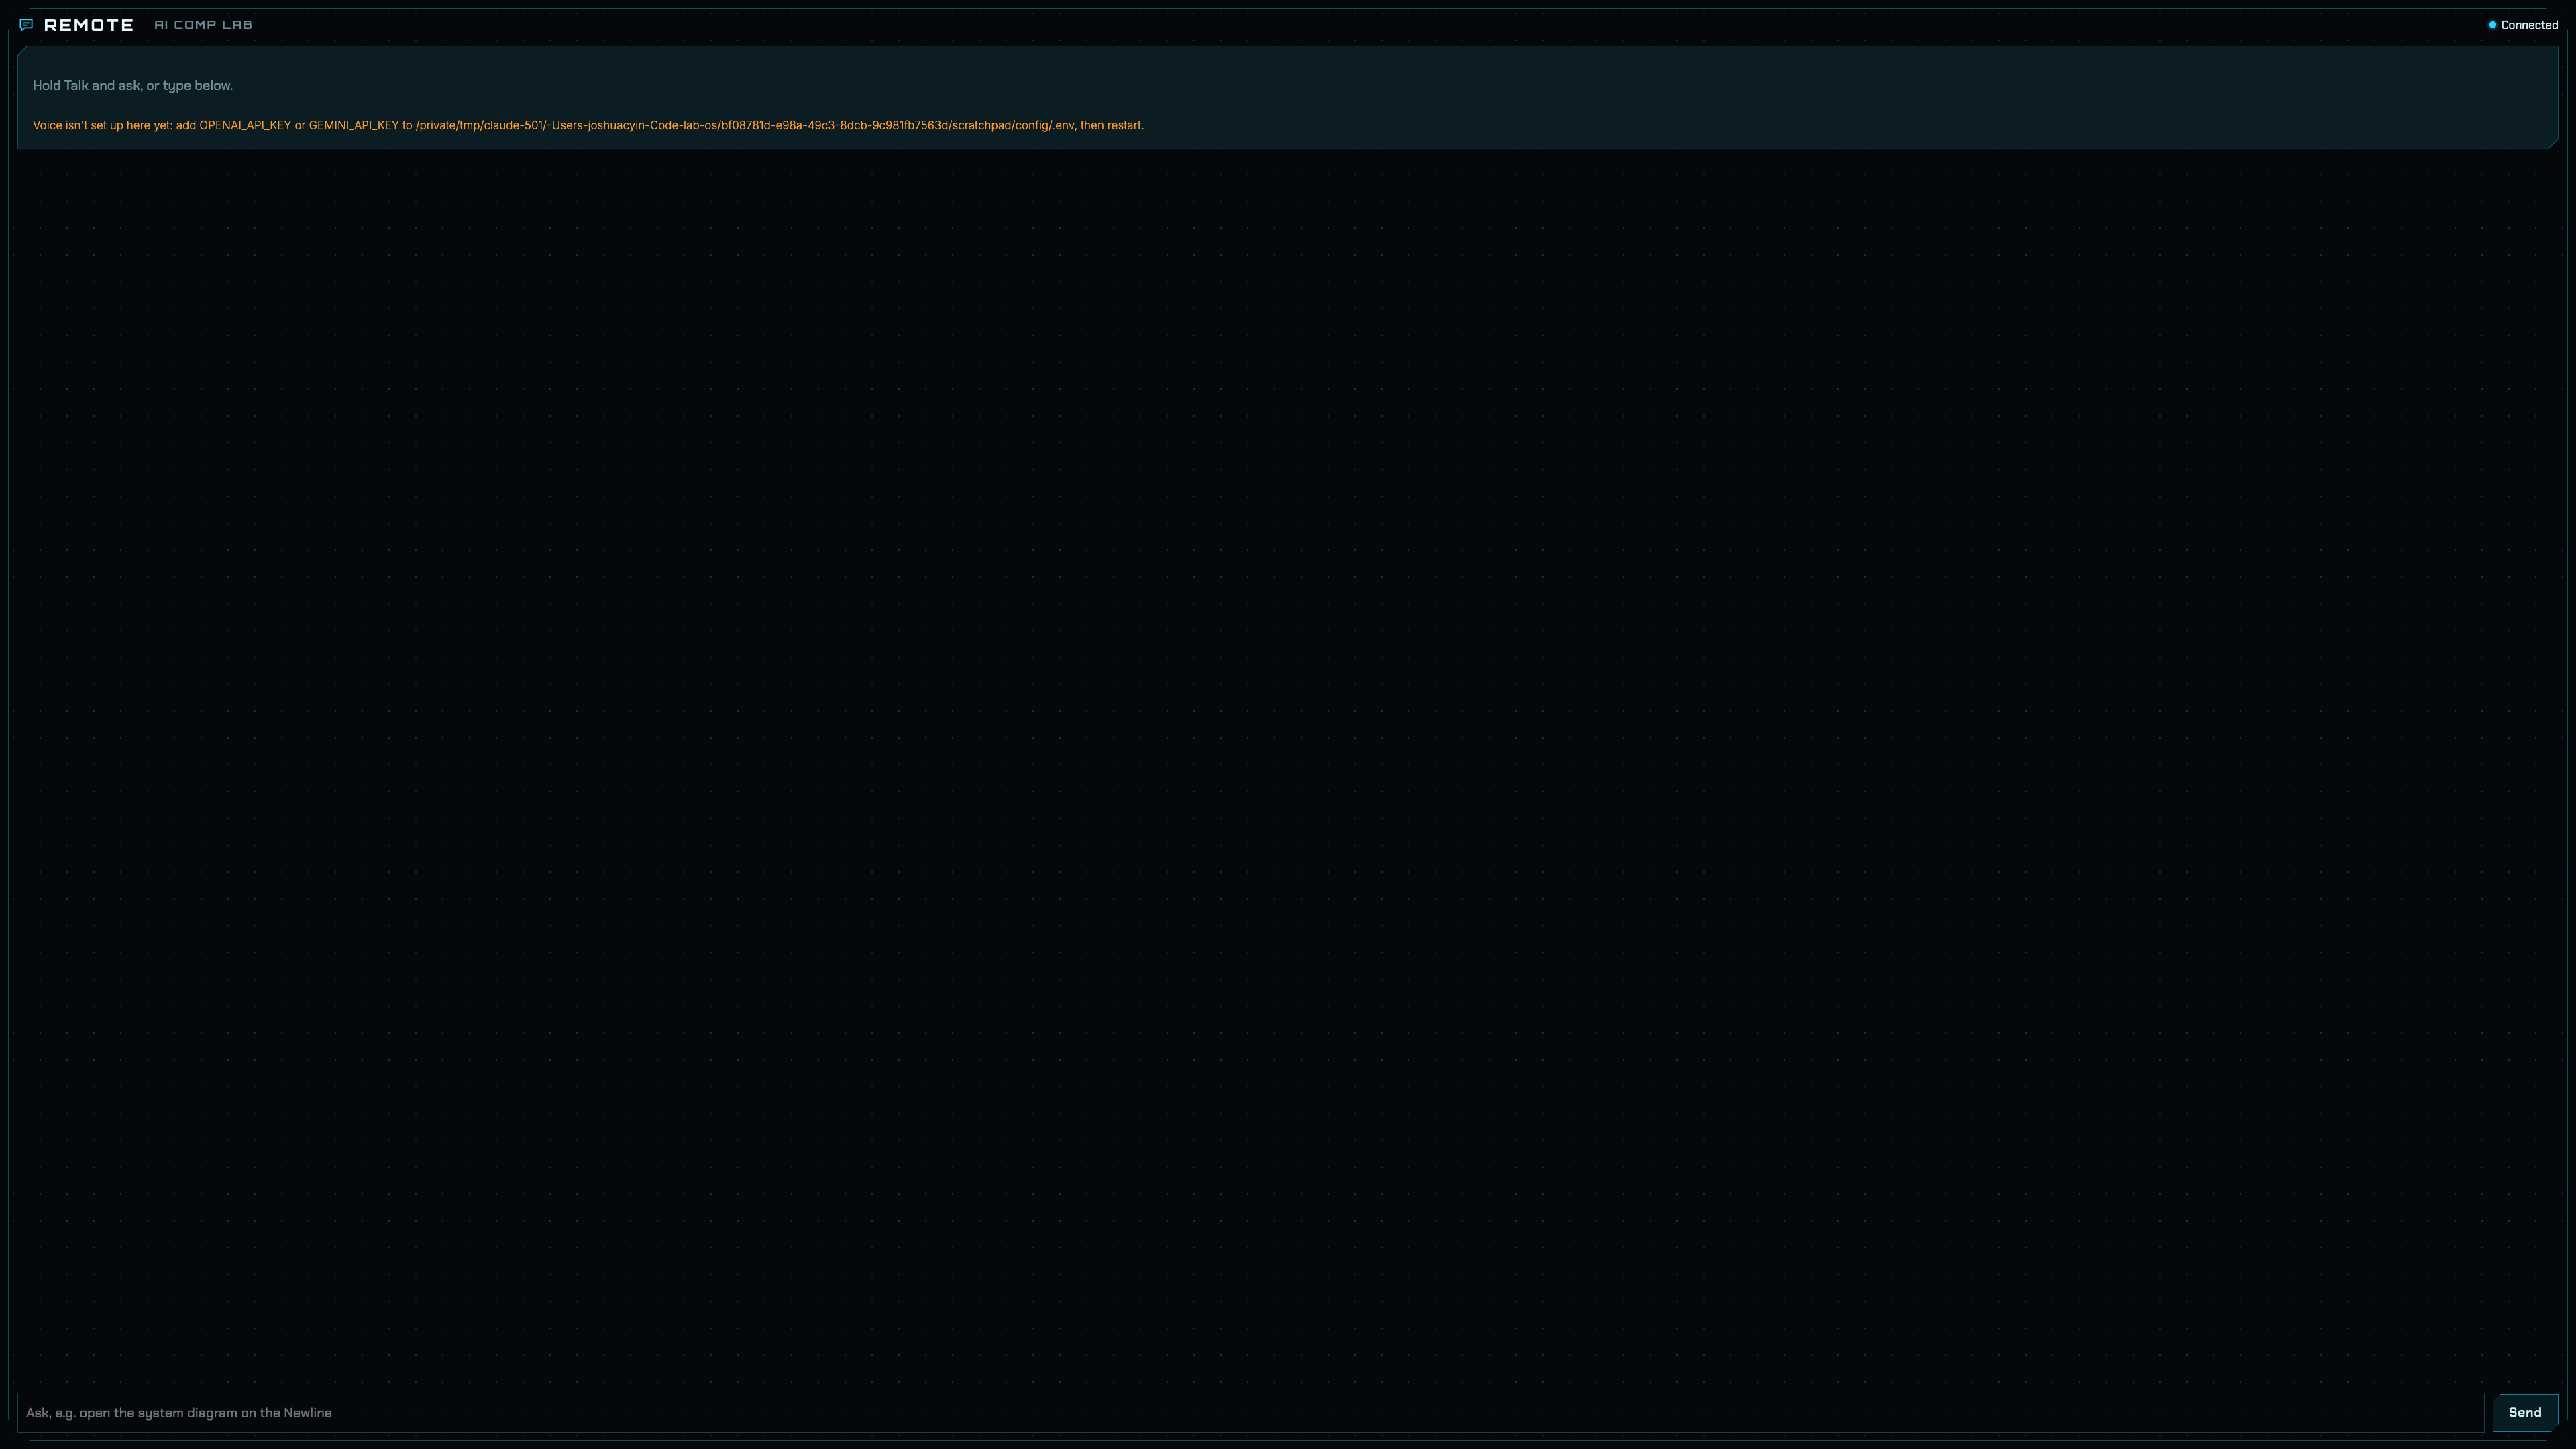 REMOTE AI COMP LAB
Connected
Hold Talk and ask, or type below.
Voice isn't set up here yet: add OPENAI_API_KEY or GEMINI_API_KEY to /private/tmp/claude-501/-Users-joshuacyin-Code-lab-os/bf08781d-e98a-49c3-8dcb-9c981fb7563d/scratchpad/config/.env, then restart.
Ask, e.g. open the system diagram on the Newline
Send